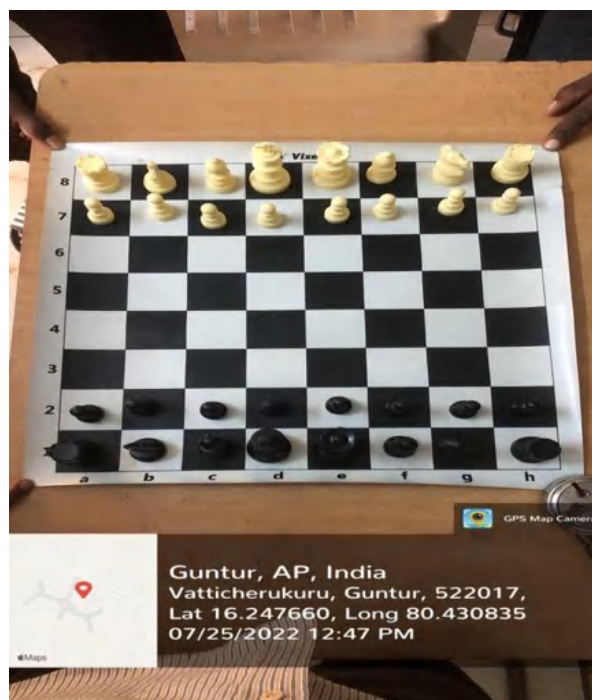 Vixe
8
7
6
5
4
3
2
a b c d e f g h
GPS Map Camera
Guntur, AP, India
Vatticherukuru, Guntur, 522017,
Lat 16.247660, Long 80.430835
07/25/2022 12:47 PM
Maps